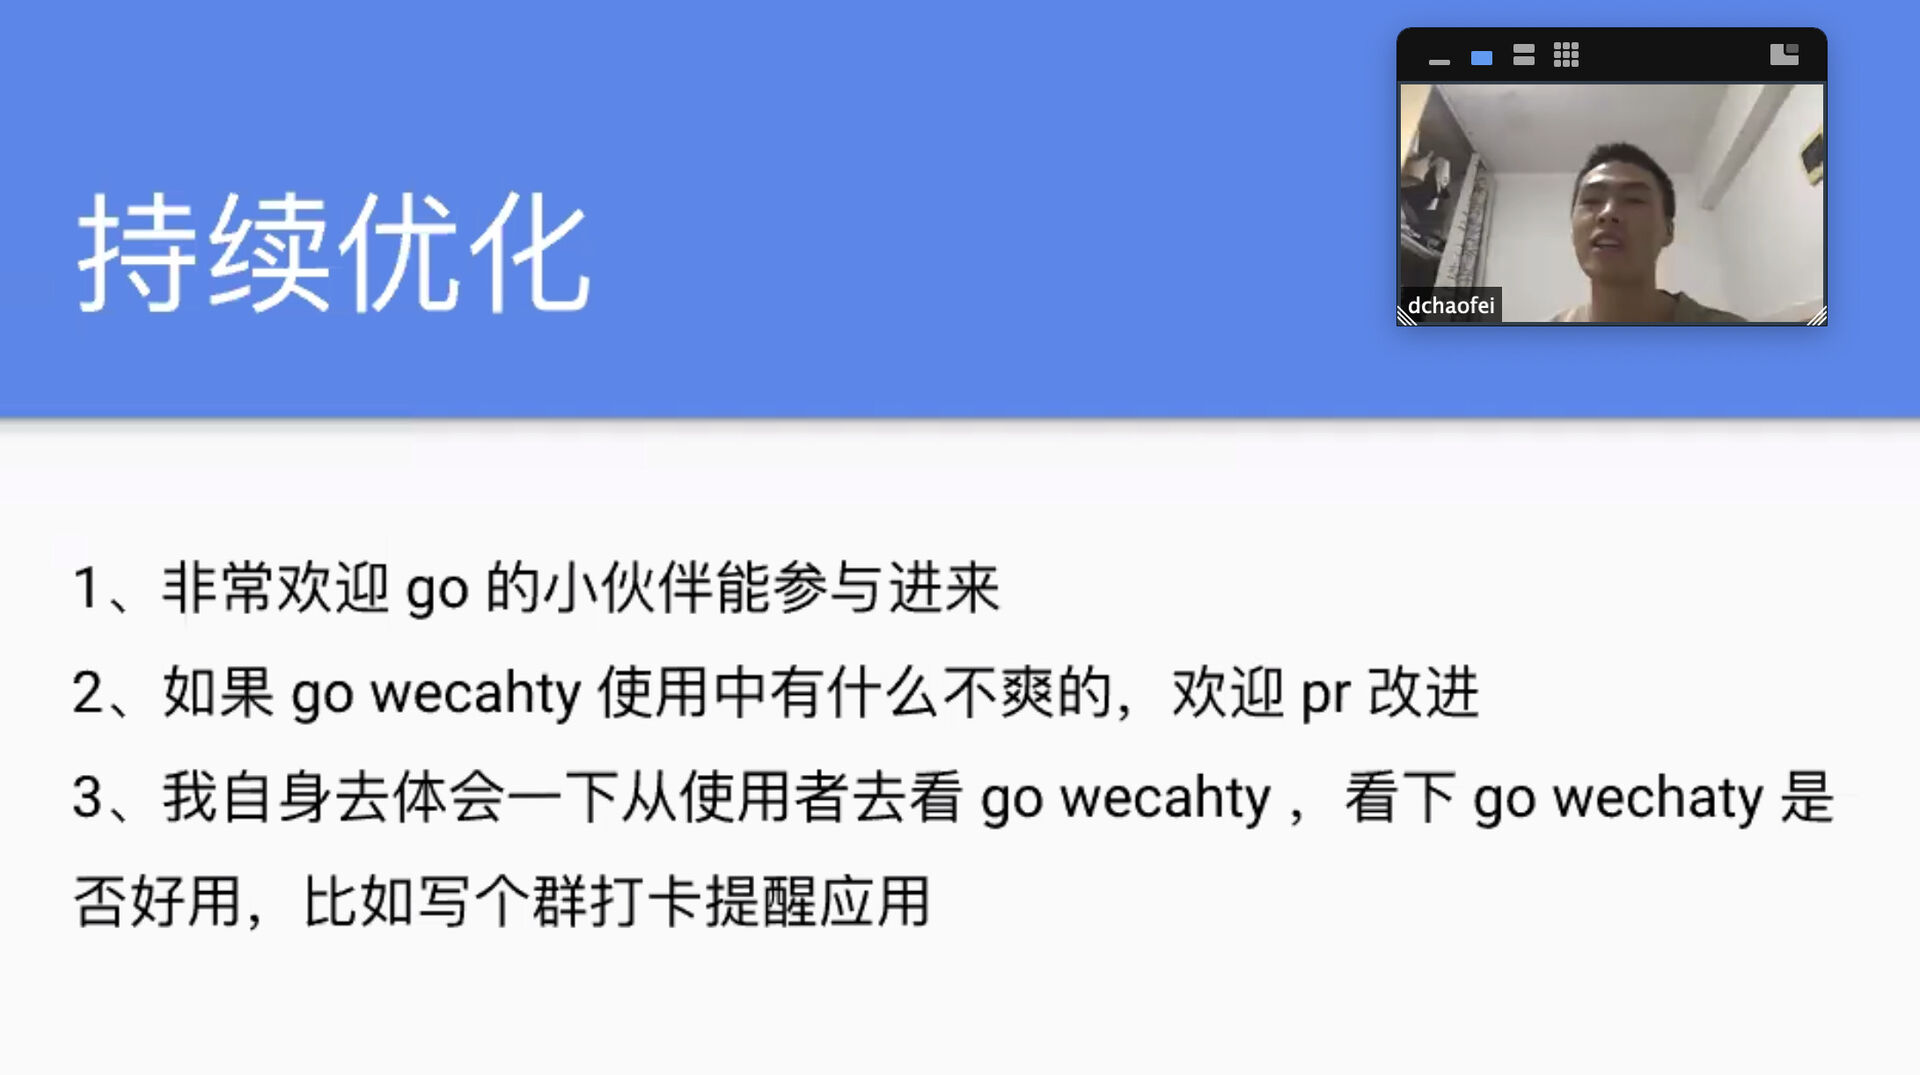 持续优化
dchaofei
1、非常欢迎 go 的小伙伴能参与进来
2、如果 go wecahty 使用中有什么不爽的，欢迎 pr 改进
3、我自身去体会一下从使用者去看 go wecahty ，看下 go wechaty 是
否好用，比如写个群打卡提醒应用